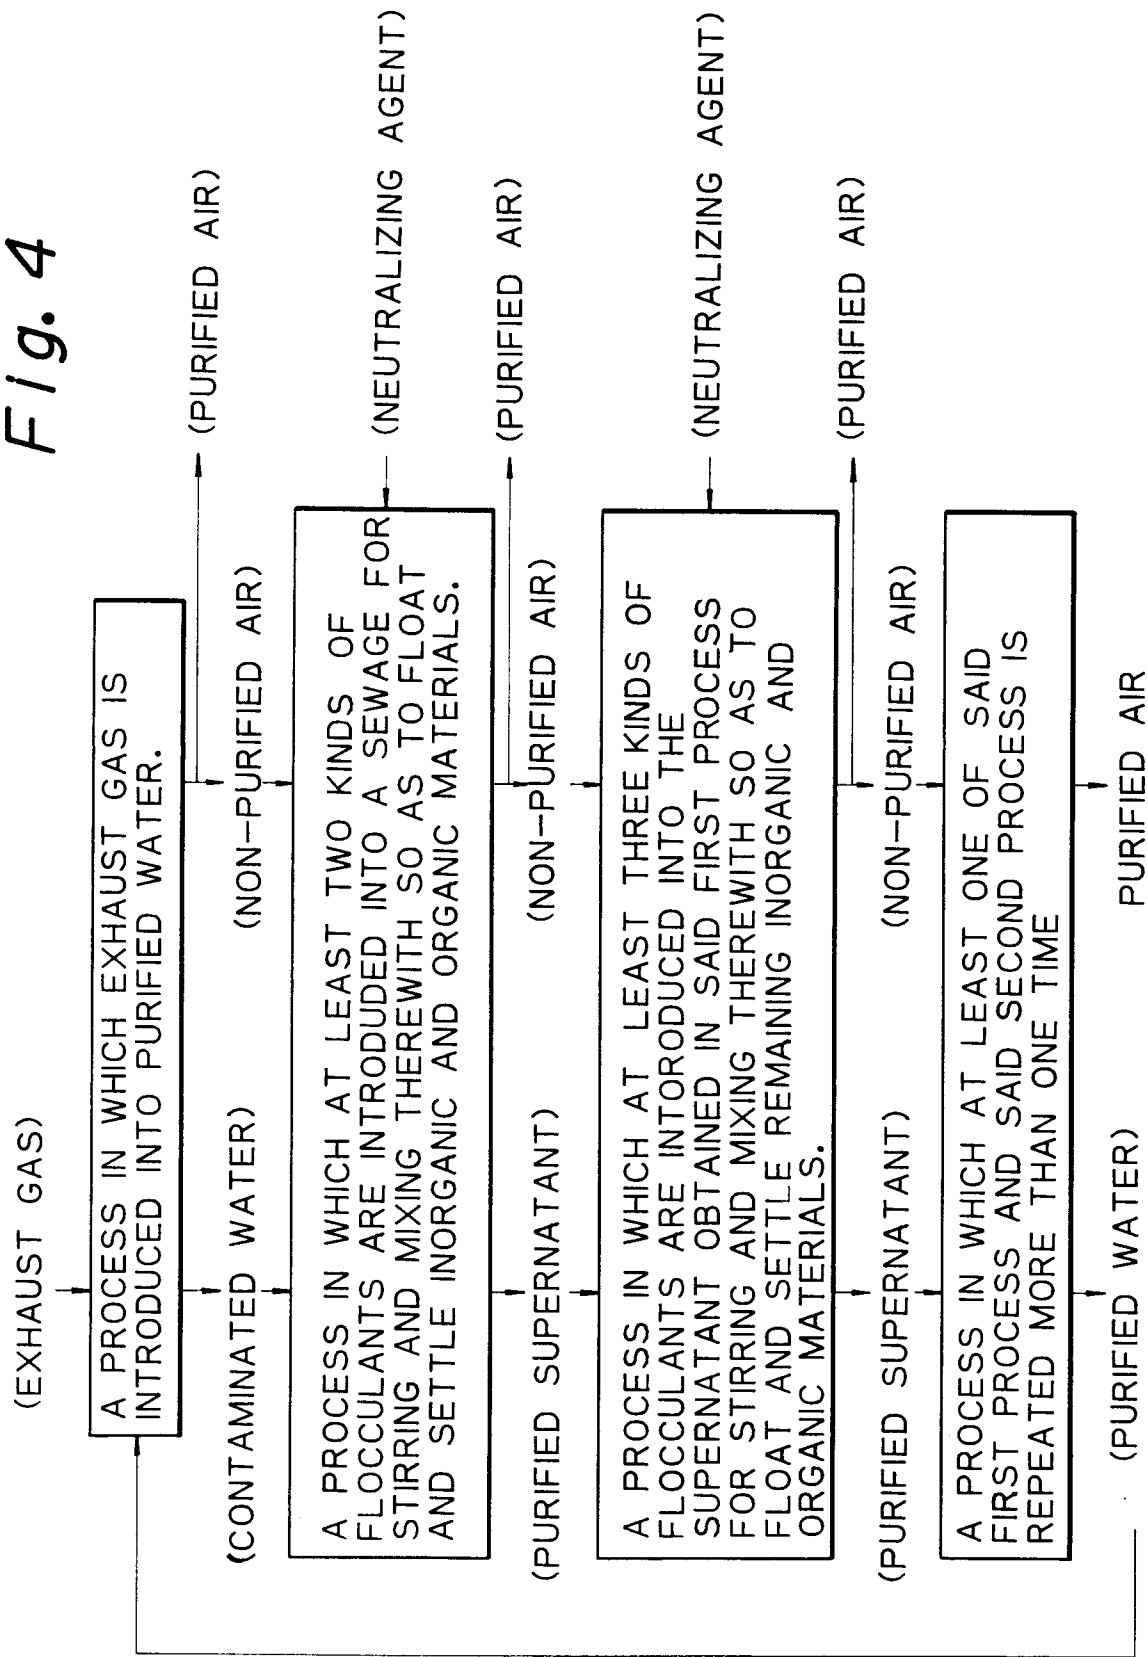 Fig. 4
(EXHAUST GAS)
A PROCESS IN WHICH EXHAUST GAS IS
INTRODUCED INTO PURIFIED WATER.
(PURIFIED AIR)
(CONTAMINATED WATER)
(NON-PURIFIED AIR)
A PROCESS IN WHICH AT LEAST TWO KINDS OF
FLOCCULANTS ARE INTRODUCED INTO A SEWAGE FOR
STIRRING AND MIXING THEREWITH SO AS TO FLOAT
AND SETTLE INORGANIC AND ORGANIC MATERIALS.
(NEUTRALIZING AGENT)
(PURIFIED AIR)
(PURIFIED SUPERNATANT)
(NON-PURIFIED AIR)
A PROCESS IN WHICH AT LEAST THREE KINDS OF
FLOCCULANTS ARE INTORODUCED INTO THE
SUPERNATANT OBTAINED IN SAID FIRST PROCESS
FOR STIRRING AND MIXING THEREWITH SO AS TO
FLOAT AND SETTLE REMAINING INORGANIC AND
ORGANIC MATERIALS.
(NEUTRALIZING AGENT)
(PURIFIED AIR)
(PURIFIED SUPERNATANT)
(NON-PURIFIED AIR)
A PROCESS IN WHICH AT LEAST ONE OF SAID
FIRST PROCESS AND SAID SECOND PROCESS IS
REPEATED MORE THAN ONE TIME
(PURIFIED WATER)
PURIFIED AIR